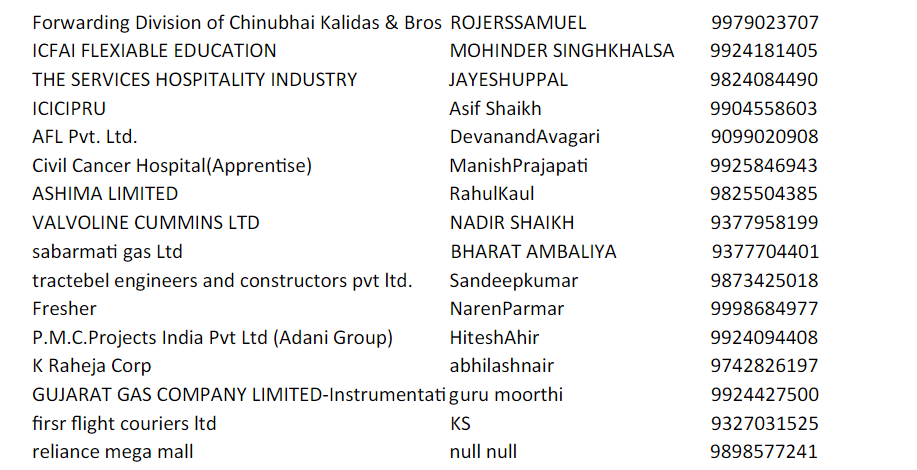 Forwarding Division of Chinubhai Kalidas & Bros ROJERSSAMUEL 9979023707
ICFAI FLEXIABLE EDUCATION MOHINDER SINGHKHALSA 9924181405
THE SERVICES HOSPITALITY INDUSTRY JAYESHUPPAL 9824084490
ICICIPRU Asif Shaikh 9904558603
AFL Pvt. Ltd. DevanandAvagari 9099020908
Civil Cancer Hospital(Apprentise) ManishPrajapati 9925846943
ASHIMA LIMITED RahulKaul 9825504385
VALVOLINE CUMMINS LTD NADIR SHAIKH 9377958199
sabarmati gas Ltd BHARAT AMBALIYA 9377704401
tractebel engineers and constructors pvt ltd. Sandeepkumar 9873425018
Fresher NarenParmar 9998684977
P.M.C.Projects India Pvt Ltd (Adani Group) HiteshAhir 9924094408
K Raheja Corp abhilashnair 9742826197
GUJARAT GAS COMPANY LIMITED-Instrumentati guru moorthi 9924427500
firsr flight couriers ltd KS 9327031525
reliance mega mall null null 9898577241